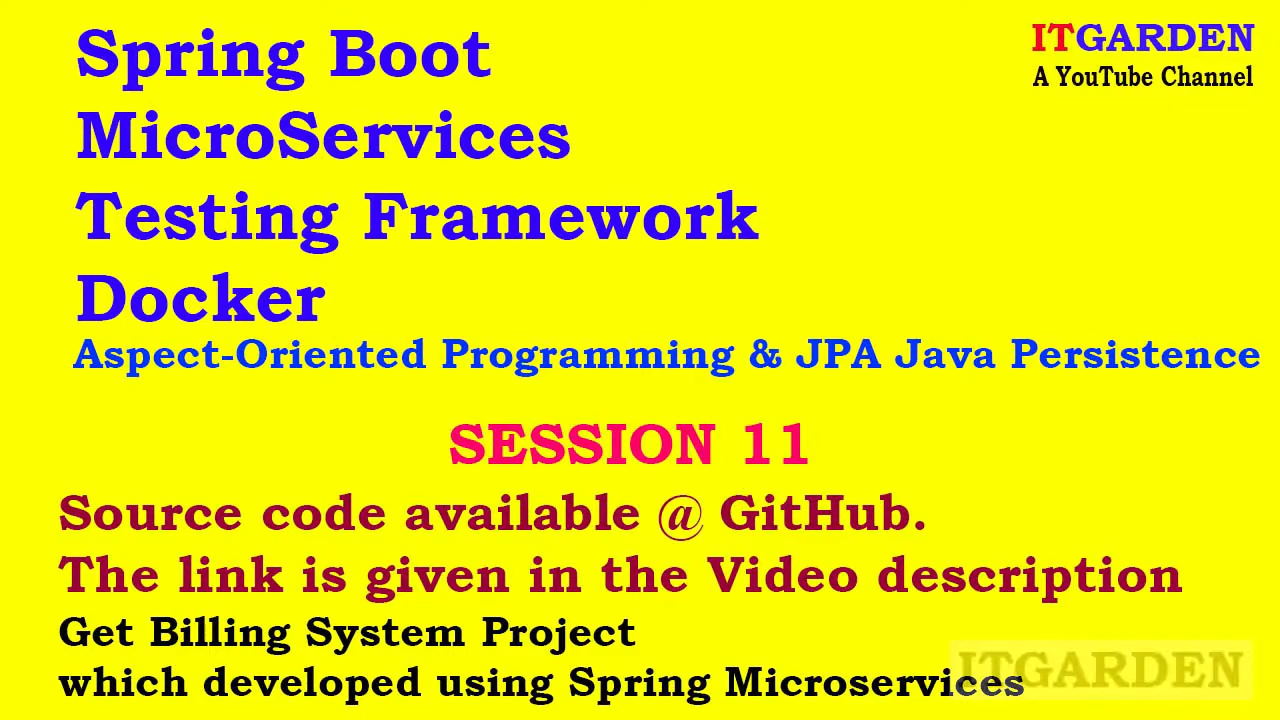 Spring Boot
MicroServices
Testing Framework
Docker
Aspect-Oriented Programming & JPA Java Persistence
ITGARDEN
A YouTube Channel
SESSION 11
Source code available @ GitHub.
The link is given in the Video description
Get Billing System Project
which developed using Spring Microservices
ITGARDEN